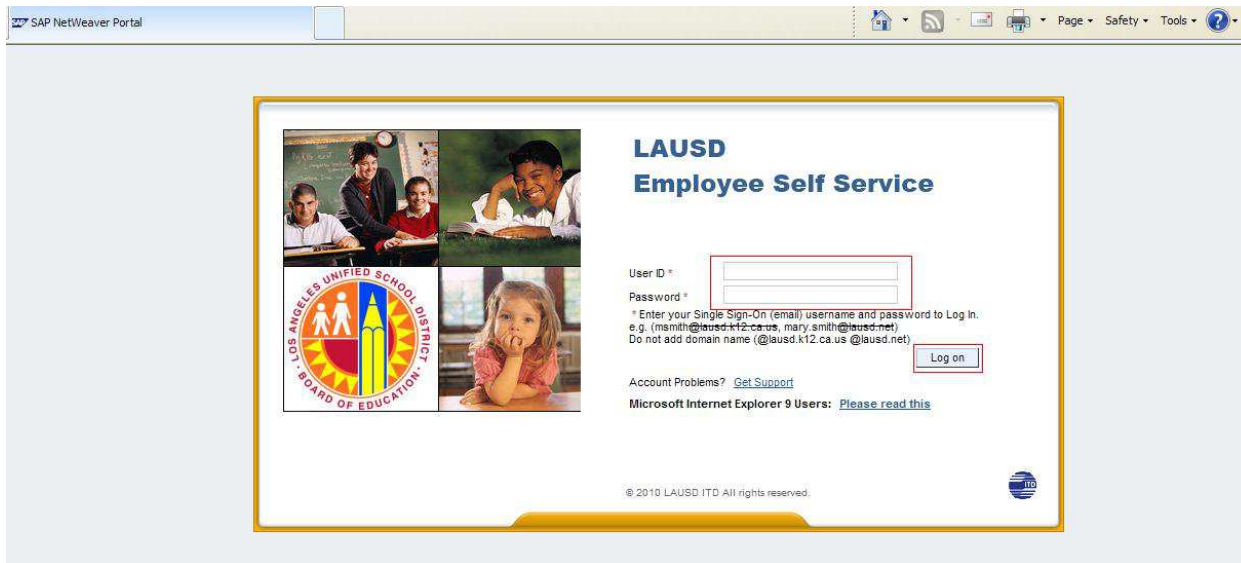 SAP NetWeaver Portal
Page Safety Tools ?
LAUSD
Employee Self Service
User ID *
Password *
* Enter your Single Sign-On (email) username and password to Log In.
e.g. (msmith@lausd.k12.ca.us, mary.smith@lausd.net)
Do not add domain name (@lausd.k12.ca.us @lausd.net)
Log on
Account Problems? Get Support
Microsoft Internet Explorer 9 Users: Please read this
LOS ANGELES UNIFIED SCHOOL DISTRICT
BOARD OF EDUCATION
© 2010 LAUSD ITD All rights reserved.
ITD